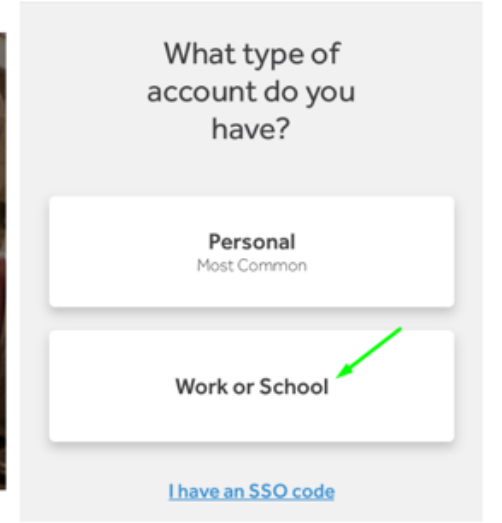 What type of
account do you
have?
Personal
Most Common
Work or School
I have an SSO code